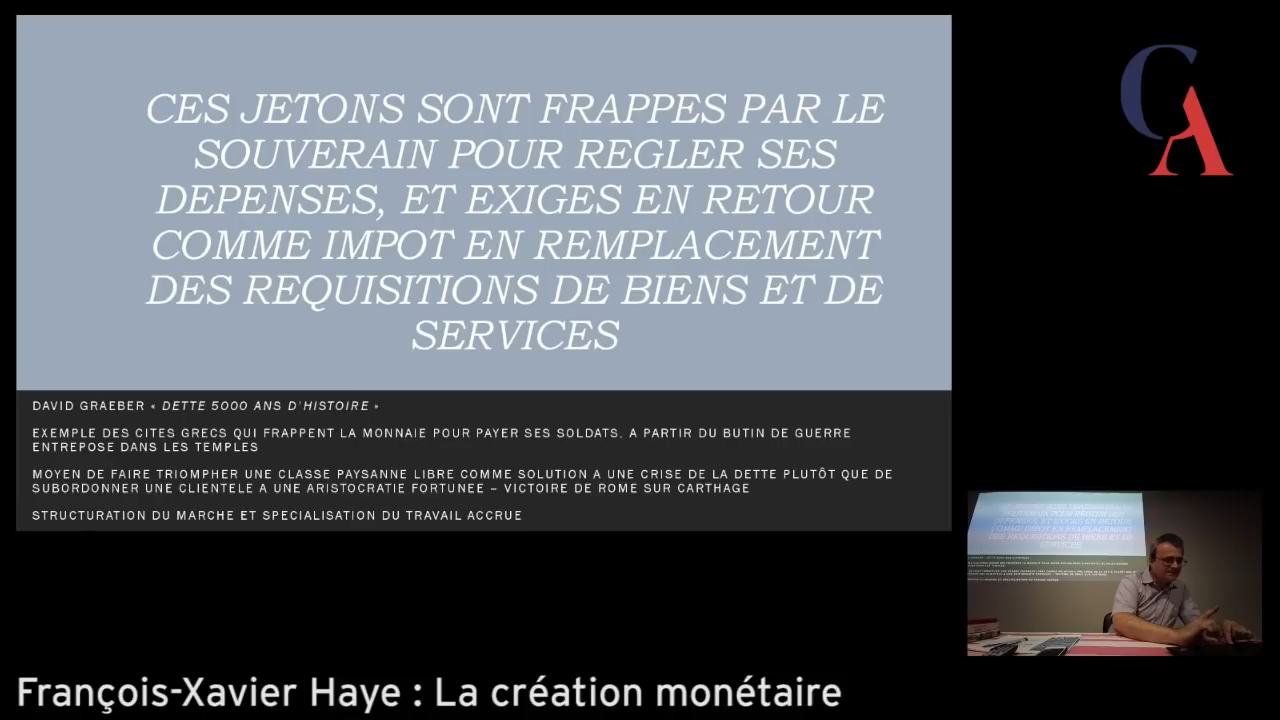 CES JETONS SONT FRAPPES PAR LE
SOUVERAIN POUR REGLER SES
DEPENSES, ET EXIGES EN RETOUR
COMME IMPOT EN REMPLACEMENT
DES REQUISITIONS DE BIENS ET DE
SERVICES
DAVID GRAEBER « DETTE 5000 ANS D'HISTOIRE »
EXEMPLE DES CITES GRECS QUI FRAPPENT LA MONNAIE POUR PAYER SES SOLDATS, A PARTIR DU BUTIN DE GUERRE
ENTREPOSE DANS LES TEMPLES
MOYEN DE FAIRE TRIOMPHER UNE CLASSE PAYSANNE LIBRE COMME SOLUTION A UNE CRISE DE LA DETTE PLUTÔT QUE DE
SUBORDONNER UNE CLIENTELE A UNE ARISTOCRATIE FORTUNEE – VICTOIRE DE ROME SUR CARTHAGE
STRUCTURATION DU MARCHE ET SPECIALISATION DU TRAVAIL ACCRUE
CA
François-Xavier Haye : La création monétaire